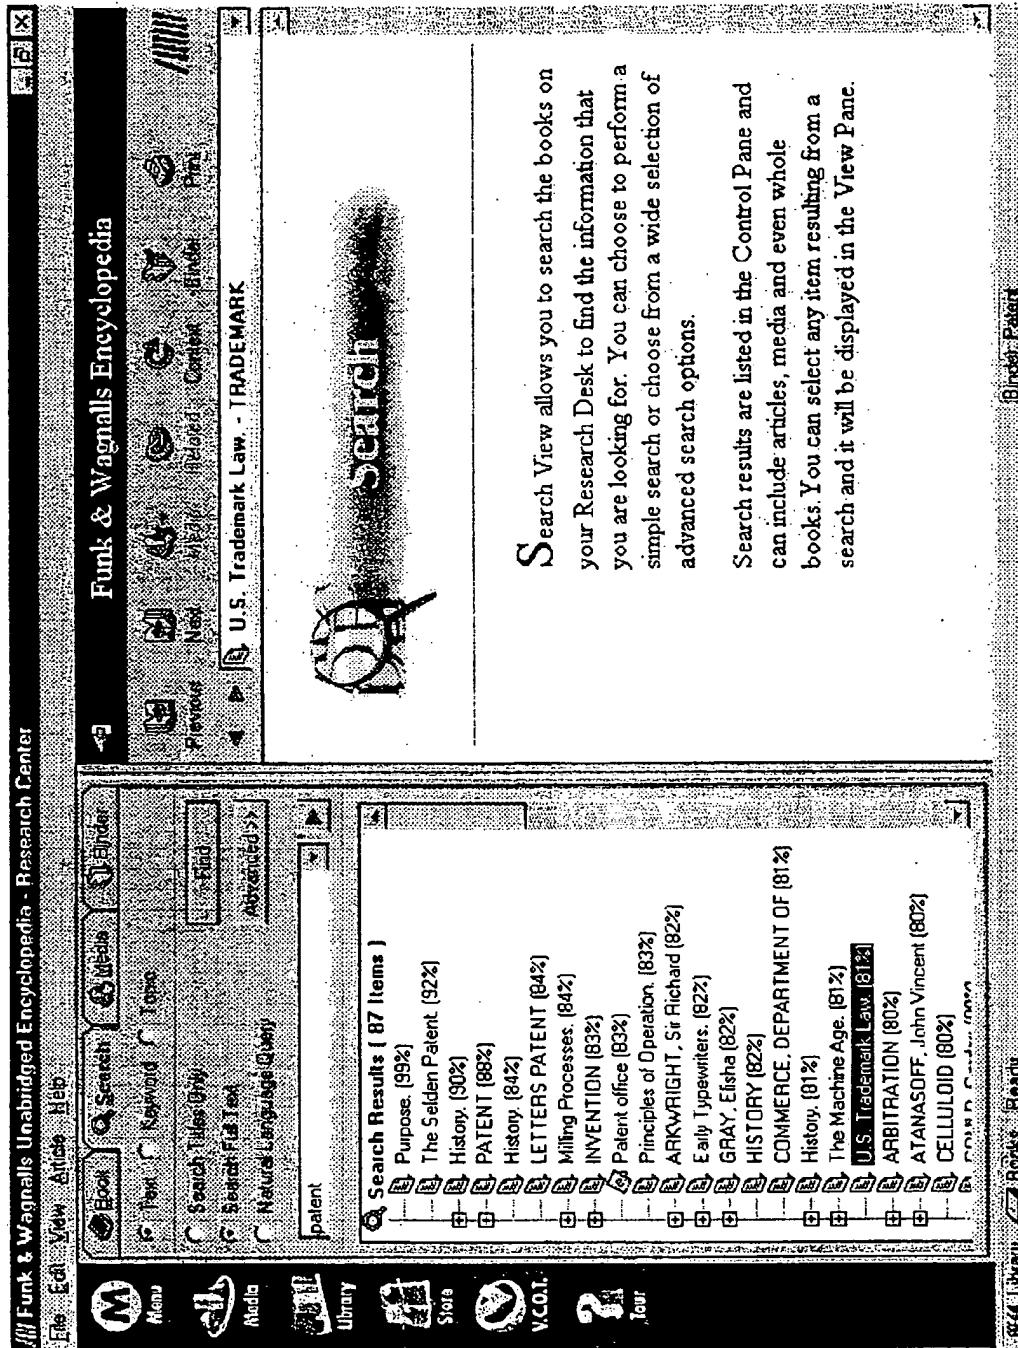 Funk & Wagnalls Unabridged Encyclopedia - Research Center
File Edit View Article Help
Book Search Media Binder
Text Keyword Topic
Search Titles Only
Search Full Text
Natural Language Query
Find
Advanced >>
patent
Search Results ( 87 Items )
Purpose. (99%)
The Selden Patent. (92%)
History. (90%)
PATENT (88%)
History. (84%)
LETTERS PATENT (84%)
Milling Processes. (84%)
INVENTION (83%)
Patent office (83%)
Principles of Operation. (83%)
ARKWRIGHT, Sir Richard (82%)
Early Typewriters. (82%)
GRAY, Elisha (82%)
HISTORY (82%)
COMMERCE, DEPARTMENT OF (81%)
History. (81%)
The Machine Age. (81%)
U.S. Trademark Law. (81%)
ARBITRATION (80%)
ATANASOFF, John Vincent (80%)
CELLULOID (80%)
Menu
Media
Library
Store
V.C.O.T.
Tour
Funk & Wagnalls Encyclopedia
Previous Next Media Related Context Binder Print
U.S. Trademark Law. - TRADEMARK
Search
Search View allows you to search the books on
your Research Desk to find the information that
you are looking for. You can choose to perform a
simple search or choose from a wide selection of
advanced search options.
Search results are listed in the Control Pane and
can include articles, media and even whole
books. You can select any item resulting from a
search and it will be displayed in the View Pane.
Library Books Ready
Binder: Patent